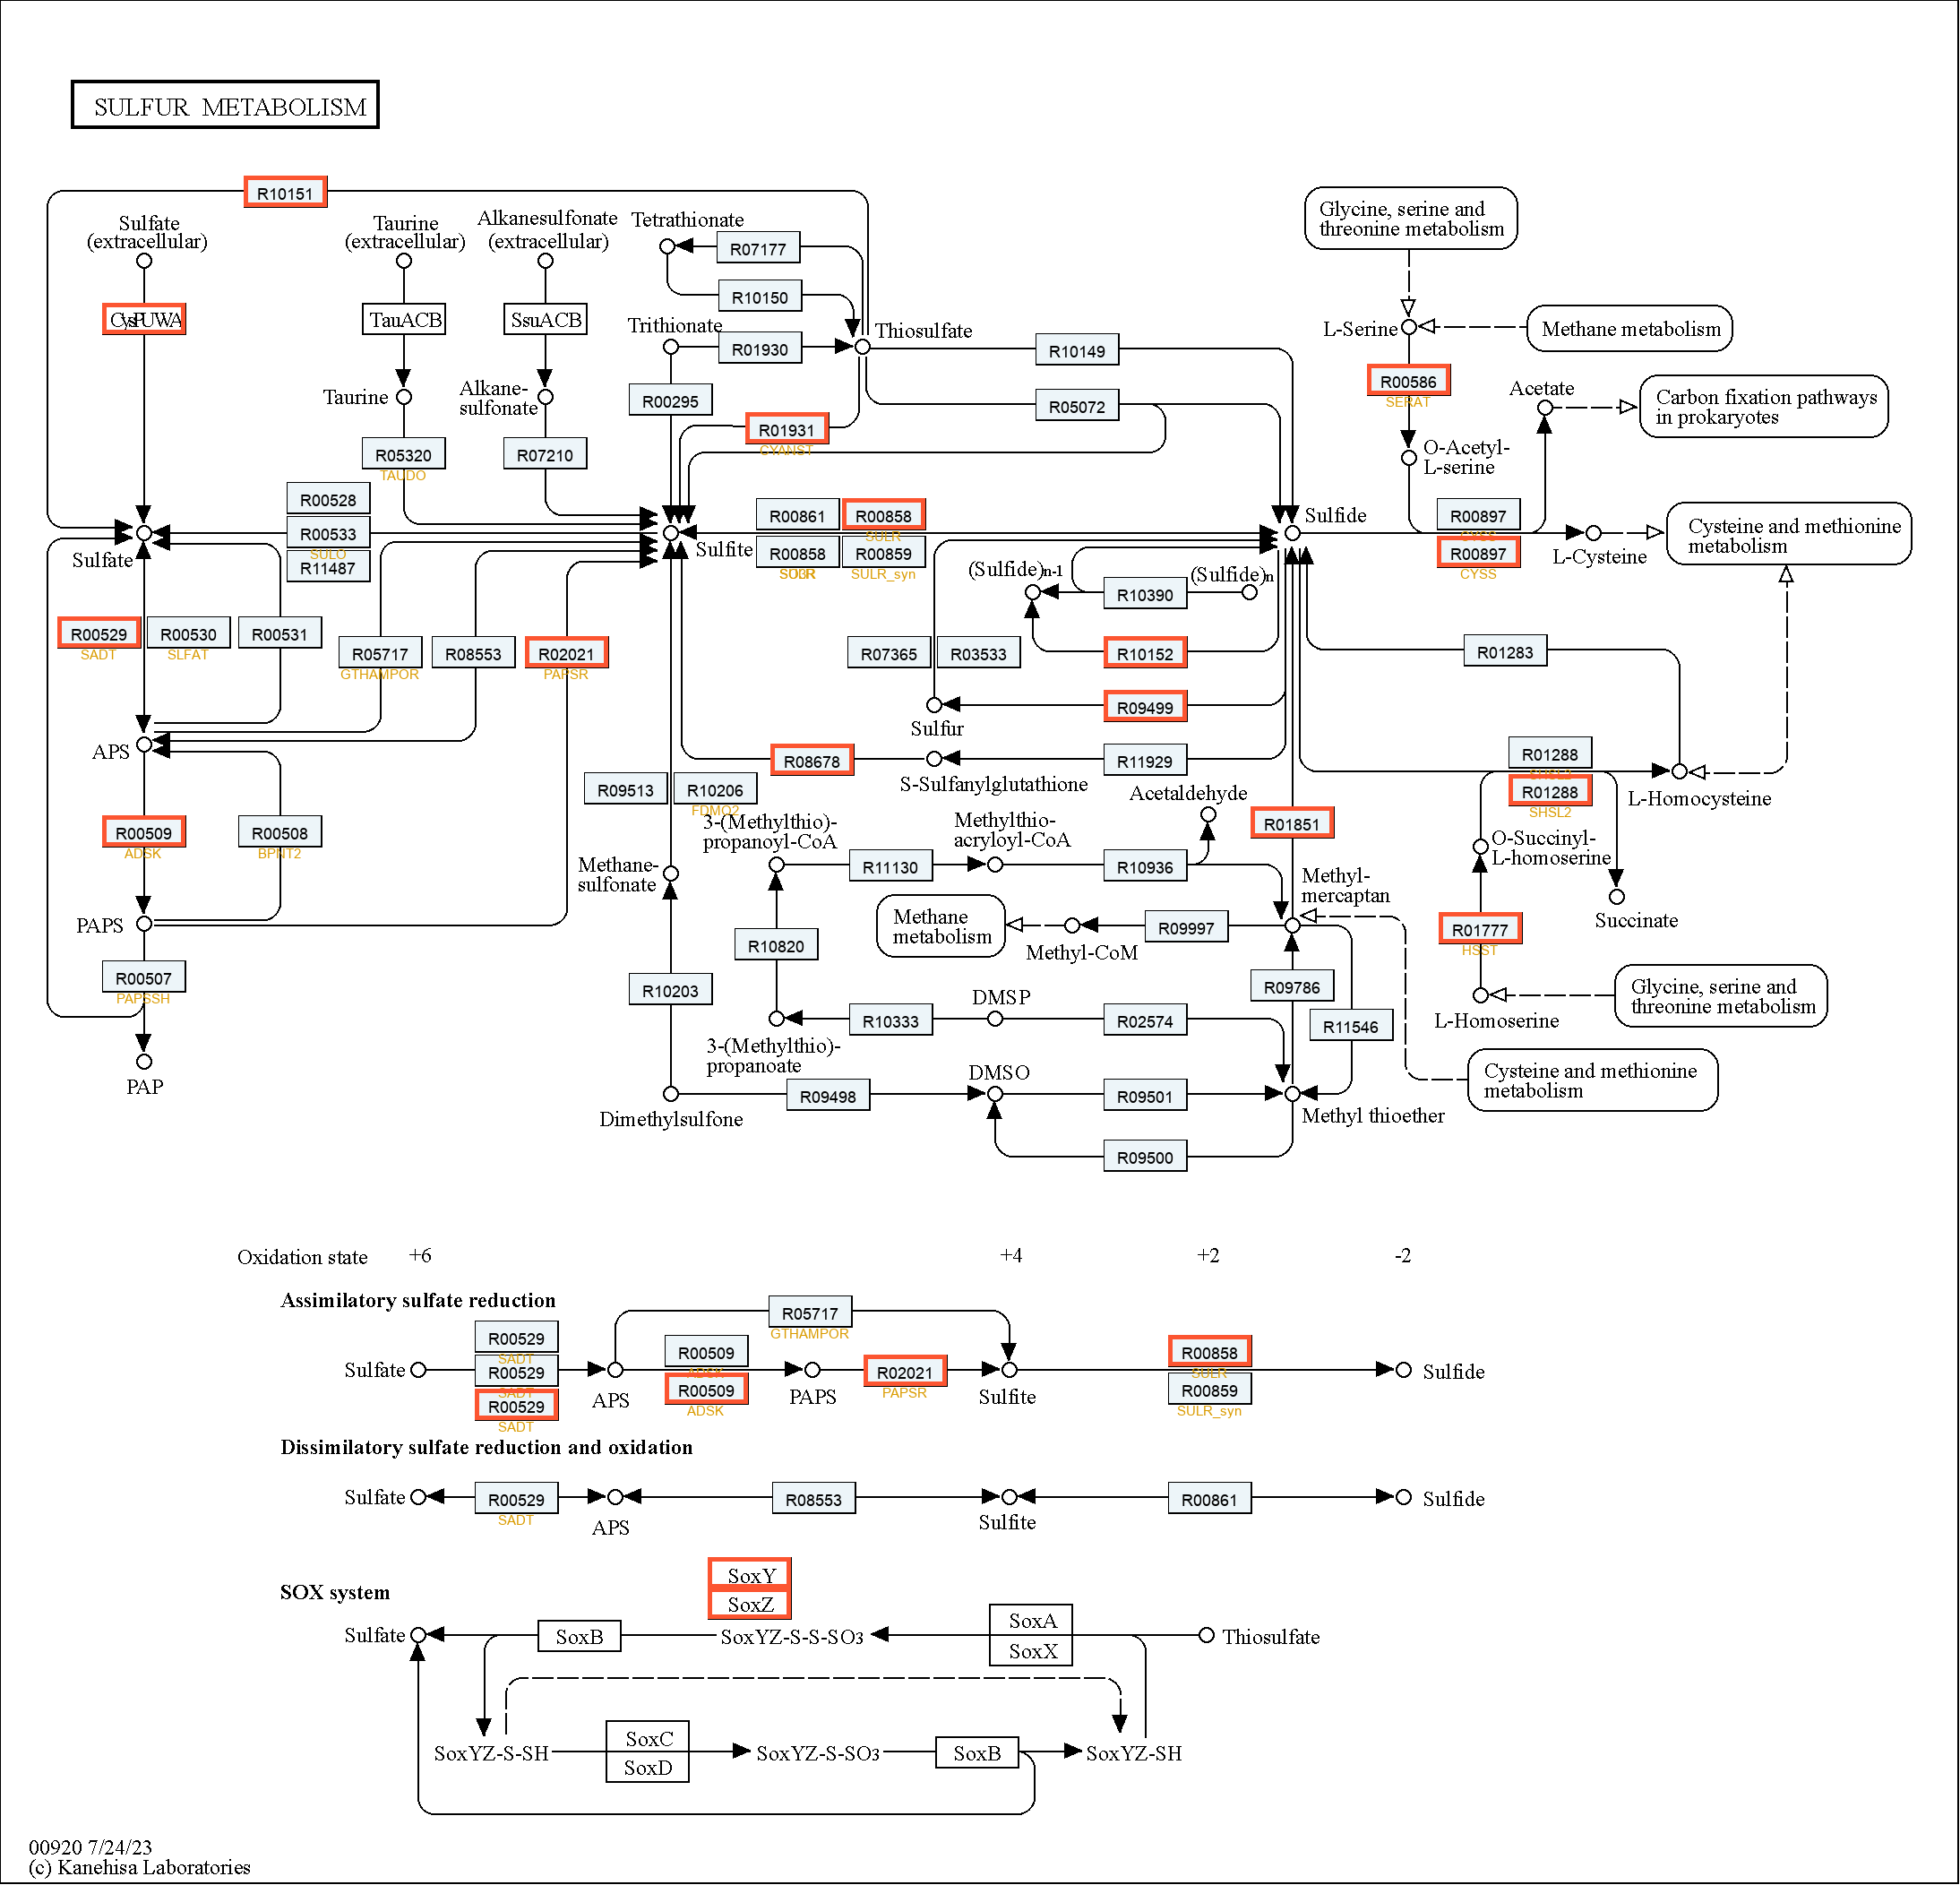 SULFUR METABOLISM
R10151
Sulfate
(extracellular)
Taurine
(extracellular)
Alkanesulfonate
(extracellular)
Tetrathionate
R07177
R10150
Glycine, serine and
threonine metabolism
CysPUWA
TauACB
SsuACB
Trithionate
R01930
Thiosulfate
R10149
L-Serine
Methane metabolism
R00586
SERAT
Taurine
Alkane-
sulfonate
R00295
R05072
R01931
CYANST
Acetate
Carbon fixation pathways
in prokaryotes
R05320
TAUDO
R07210
O-Acetyl-
L-serine
R00528
R00533
SULO
R11487
R00861
R00858
SULR
R00858
R00859
SULR_syn
Sulfate
Sulfite
Sulfide
R00897
R00897
CYSS
L-Cysteine
Cysteine and methionine
metabolism
(Sulfide)n-1
(Sulfide)n
R10390
R00529
SADT
R00530
SLFAT
R00531
R05717
GTHAMPOR
R08553
R02021
PAPSR
R07365
R03533
R10152
R01283
Sulfur
R09499
APS
R08678
S-Sulfanylglutathione
R11929
R01288
R01288
SHSL2
L-Homocysteine
R09513
R10206
FDMO2
R00509
ADSK
R00508
BPNT2
3-(Methylthio)-
propanoyl-CoA
Methylthio-
acryloyl-CoA
Acetaldehyde
R01851
O-Succinyl-
L-homoserine
Methane-
sulfonate
R11130
R10936
Methyl-
mercaptan
Succinate
PAPS
R10820
Methane
metabolism
Methyl-CoM
R09997
R01777
HSST
R00507
PAPSSH
R10203
R09786
Glycine, serine and
threonine metabolism
L-Homoserine
DMSP
R10333
R02574
R11546
3-(Methylthio)-
propanoate
PAP
DMSO
Cysteine and methionine
metabolism
R09498
R09501
Dimethylsulfone
Methyl thioether
R09500
Oxidation state
+6
+4
+2
-2
Assimilatory sulfate reduction
R05717
GTHAMPOR
R00529
SADT
R00529
SADT
R00529
SADT
R00509
ADSK
R00509
ADSK
R02021
PAPSR
R00858
SULR
R00859
SULR_syn
Sulfate
APS
PAPS
Sulfite
Sulfide
Dissimilatory sulfate reduction and oxidation
Sulfate
R00529
SADT
APS
R08553
Sulfite
R00861
Sulfide
SOX system
SoxY
SoxZ
Sulfate
SoxB
SoxYZ-S-S-SO3
SoxA
SoxX
Thiosulfate
SoxYZ-S-SH
SoxC
SoxD
SoxYZ-S-SO3
SoxB
SoxYZ-SH
00920 7/24/23
(c) Kanehisa Laboratories